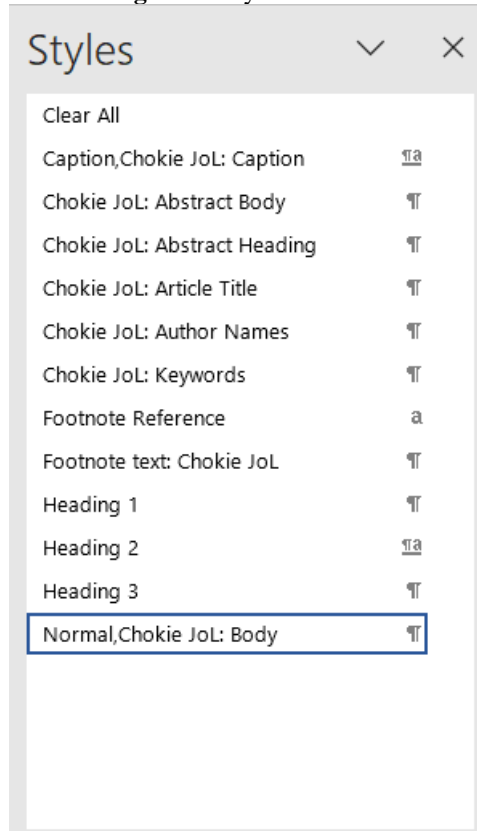 Styles
Clear All
Caption,Chokie JoL: Caption ¶a
Chokie JoL: Abstract Body ¶
Chokie JoL: Abstract Heading ¶
Chokie JoL: Article Title ¶
Chokie JoL: Author Names ¶
Chokie JoL: Keywords ¶
Footnote Reference a
Footnote text: Chokie JoL ¶
Heading 1 ¶
Heading 2 ¶a
Heading 3 ¶
Normal,Chokie JoL: Body ¶